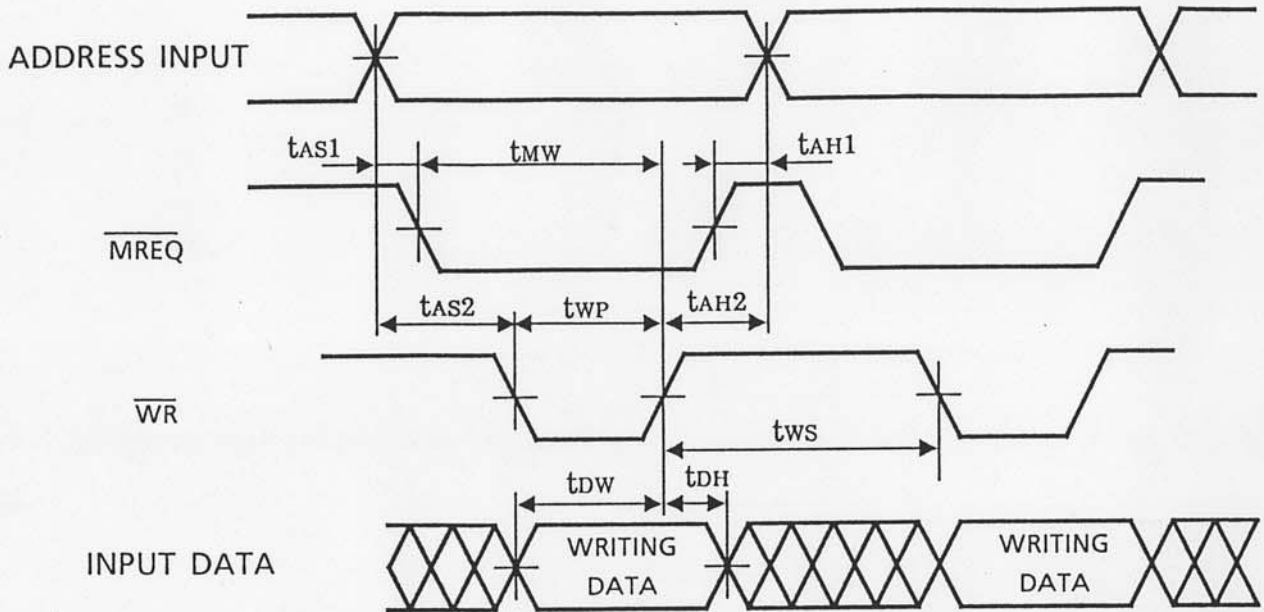 ADDRESS INPUT
tAS1
tMW
tAH1
MREQ
tAS2
tWP
tAH2
WR
tWS
tDW
tDH
INPUT DATA
WRITING
DATA
WRITING
DATA